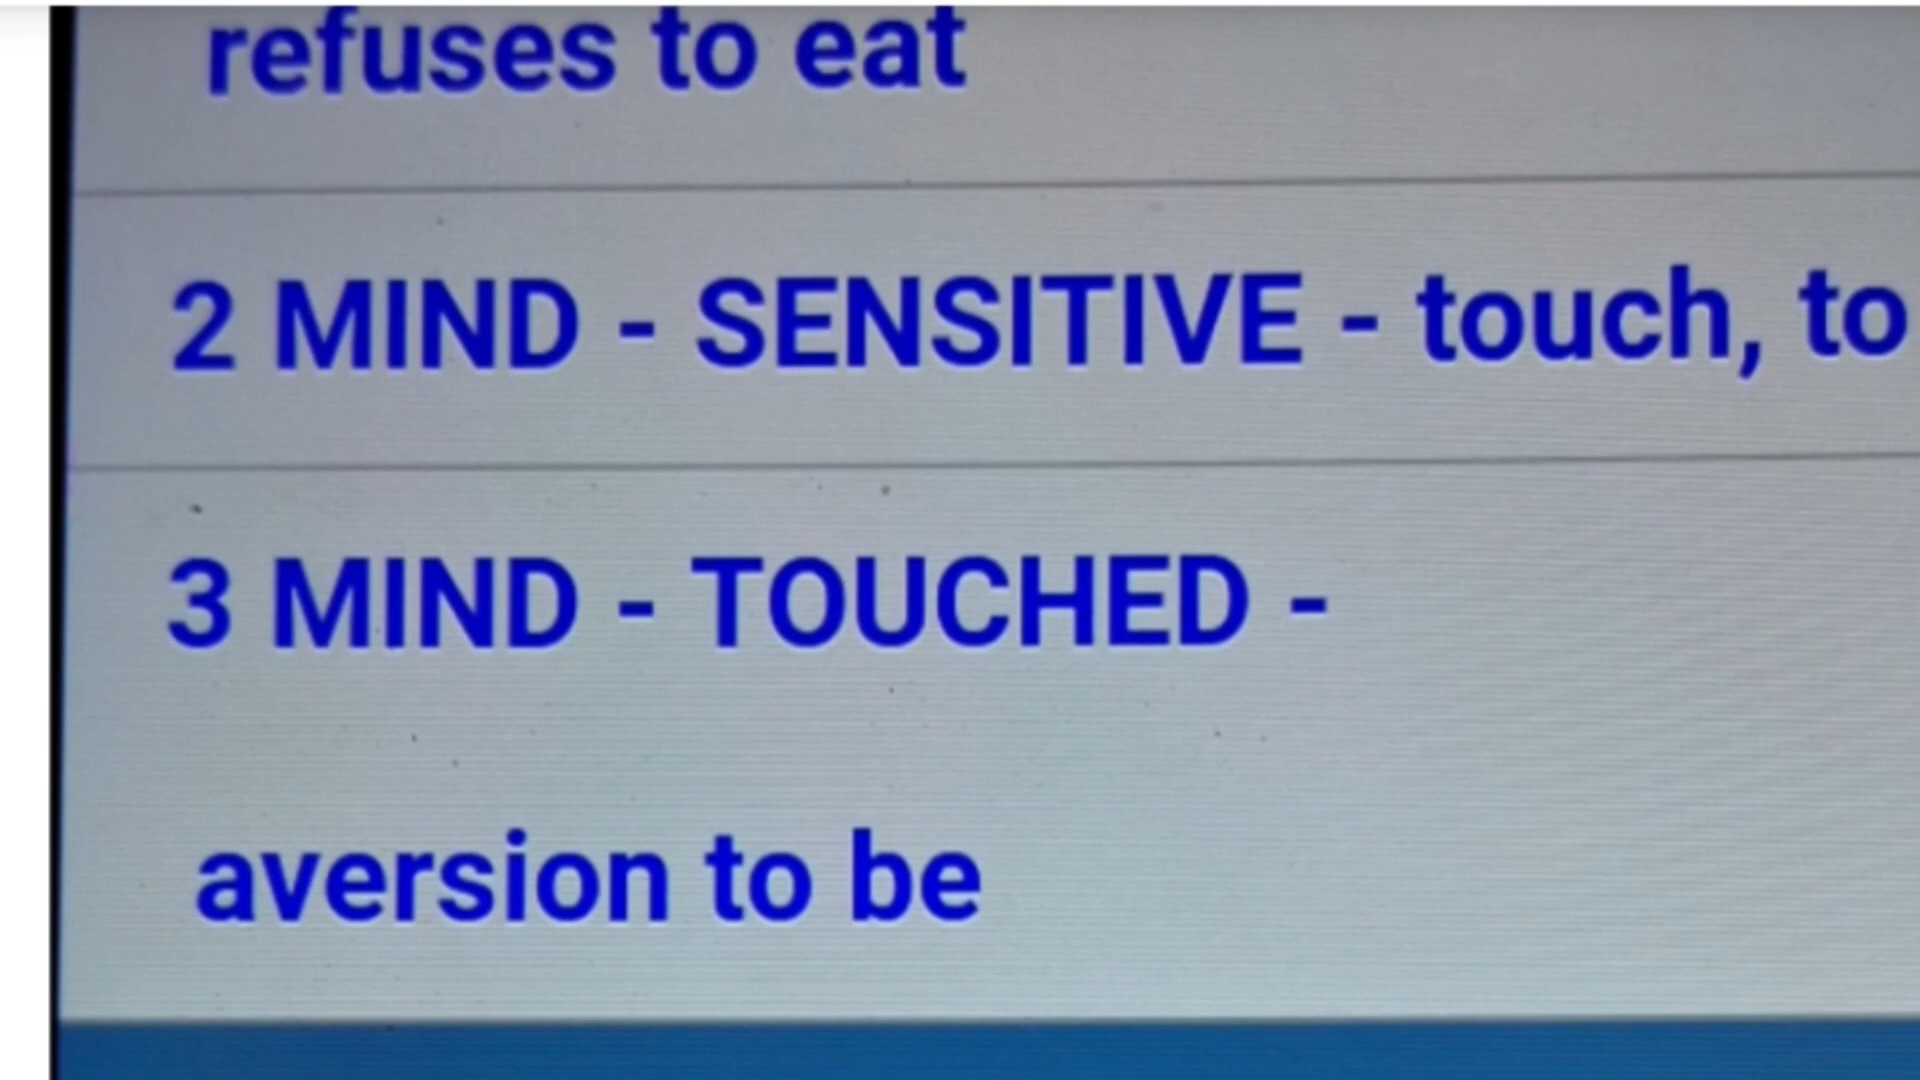 refuses to eat
2 MIND - SENSITIVE - touch, to
3 MIND - TOUCHED -
aversion to be